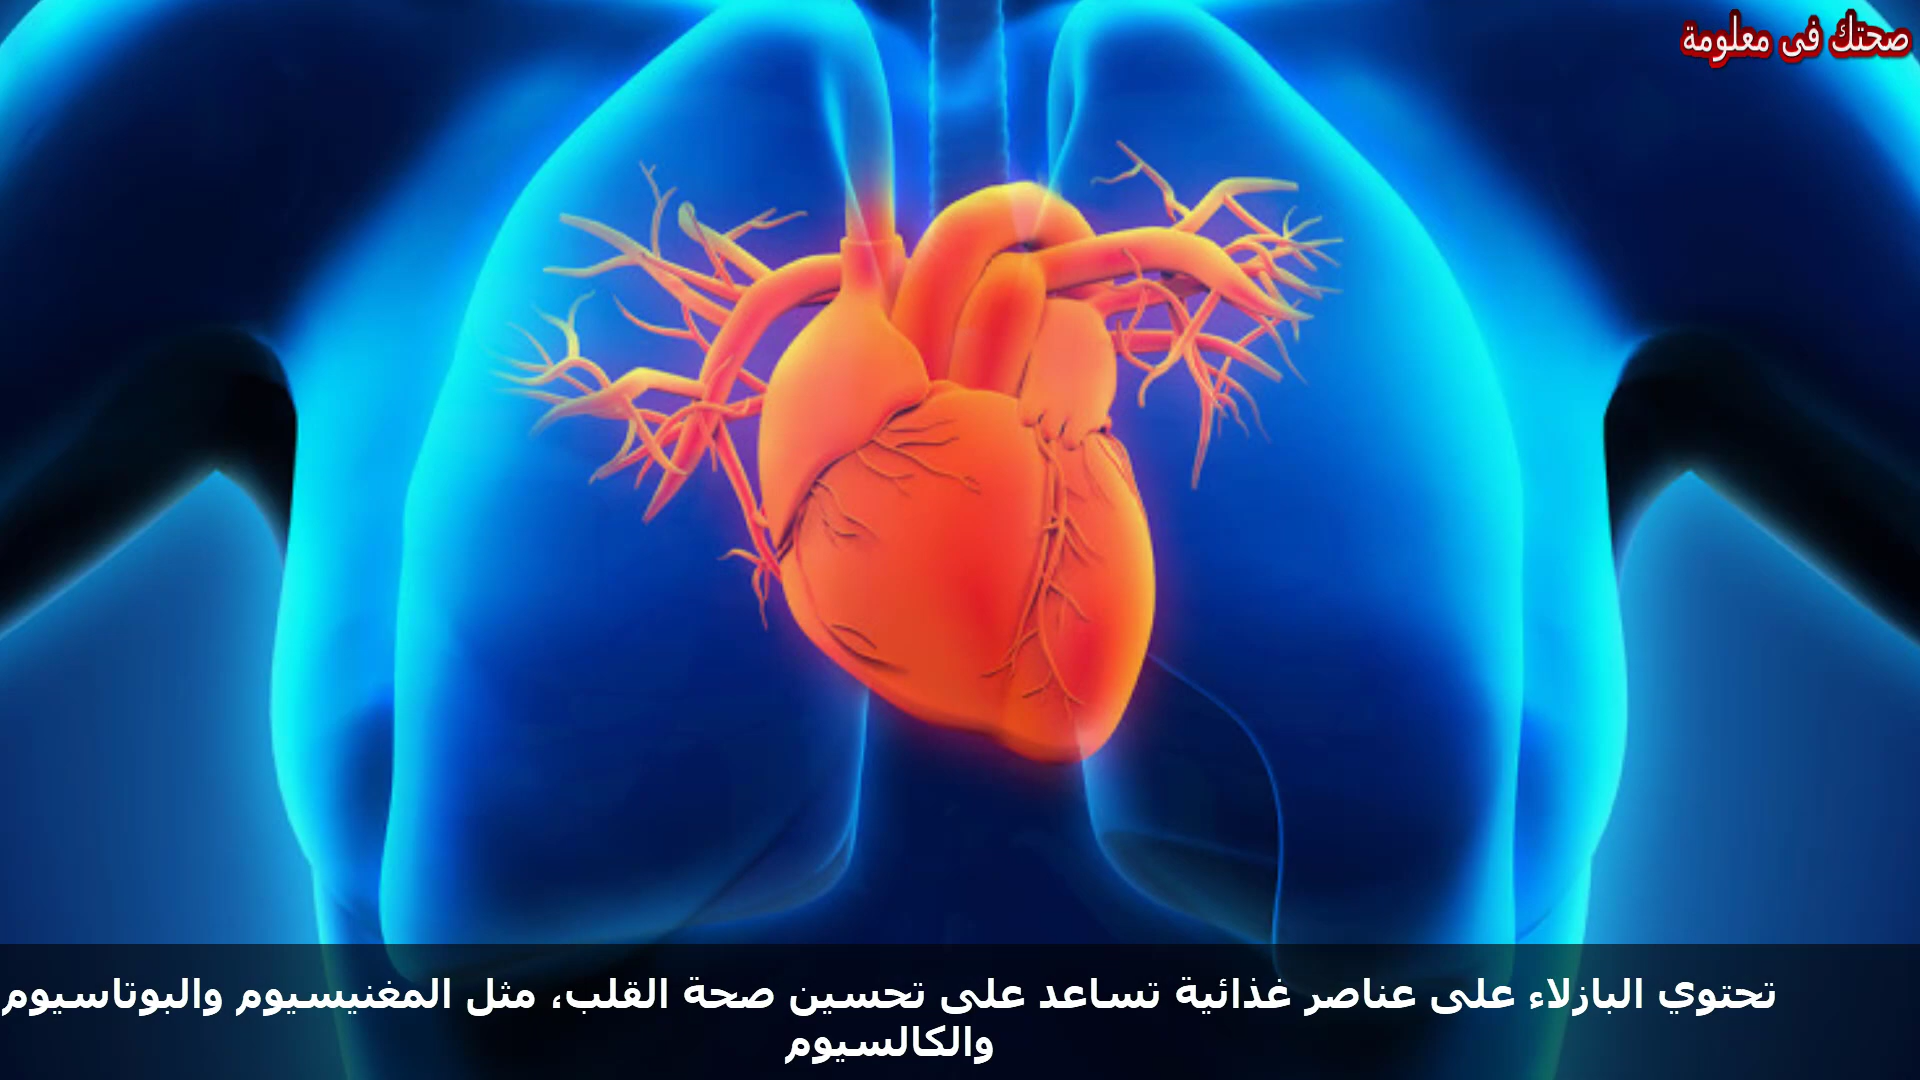 صحتك فى معلومة
تحتوي البازلاء على عناصر غذائية تساعد على تحسين صحة القلب، مثل المغنيسيوم والبوتاسيوم
والكالسيوم